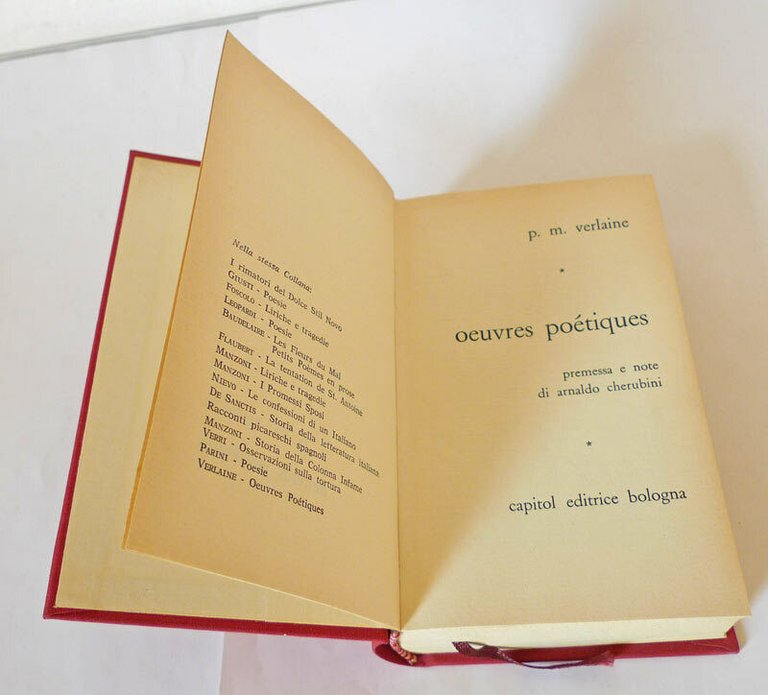 Nella stessa Collana:
I rimatori del Dolce Stil Novo
GIUSTI - Poesie
FOSCOLO - Liriche e tragedie
LEOPARDI - Poesie
BAUDELAIRE - Les Fleurs du Mal
Petits Poèmes en prose
FLAUBERT - La tentation de St. Antoine
MANZONI - Liriche e tragedie
MANZONI - I Promessi Sposi
NIEVO - Le confessioni di un Italiano
DE SANCTIS - Storia della letteratura italiana
Racconti picareschi spagnoli
MANZONI - Storia della Colonna Infame
VERRI - Osservazioni sulla tortura
PARINI - Poesie
VERLAINE - Oeuvres Poétiques
p. m. verlaine
*
oeuvres poétiques
premessa e note
di arnaldo cherubini
*
capitol editrice bologna